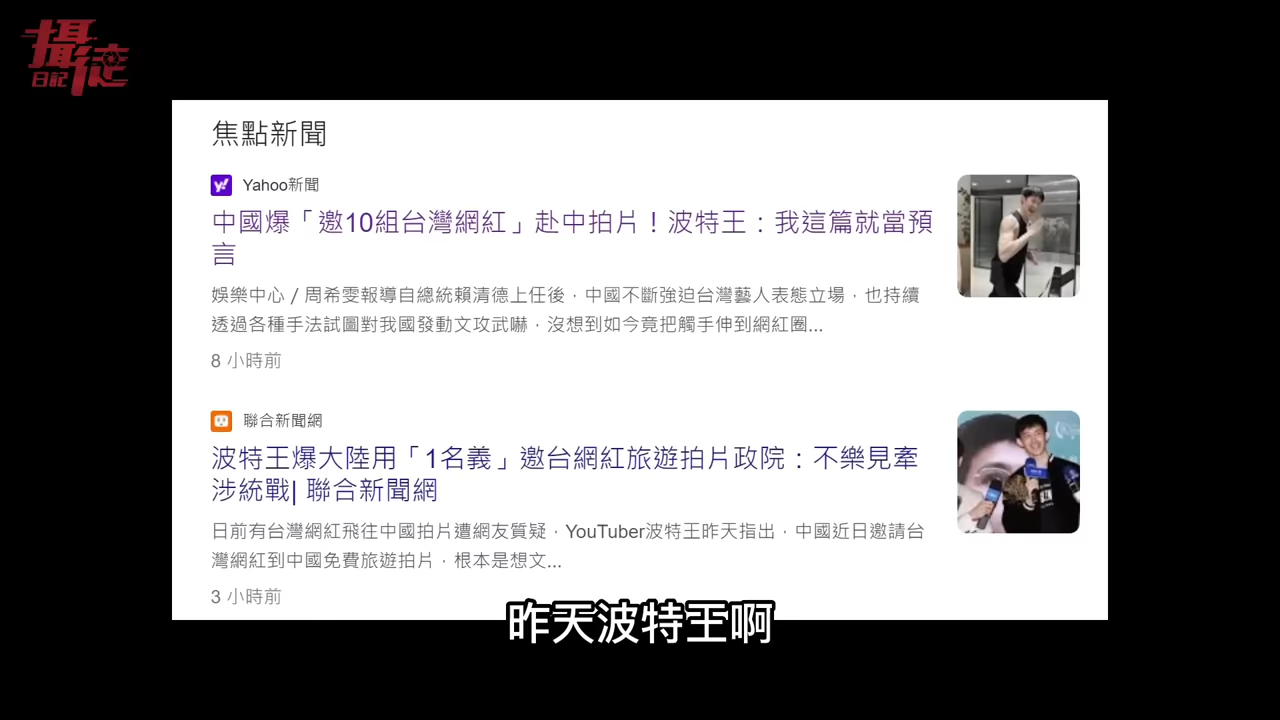 攝徒
日記
焦點新聞
y!
Yahoo新聞
中國爆「邀10組台灣網紅」赴中拍片！波特王：我這篇就當預
言
娛樂中心／周希雯報導自總統賴清德上任後，中國不斷強迫台灣藝人表態立場，也持續
透過各種手法試圖對我國發動文攻武嚇，沒想到如今竟把觸手伸到網紅圈...
8 小時前
聯合新聞網
波特王爆大陸用「1名義」邀台網紅旅遊拍片政院：不樂見牽
涉統戰| 聯合新聞網
日前有台灣網紅飛往中國拍片遭網友質疑，YouTuber波特王昨天指出，中國近日邀請台
灣網紅到中國免費旅遊拍片，根本是想文...
3 小時前
昨天波特王啊